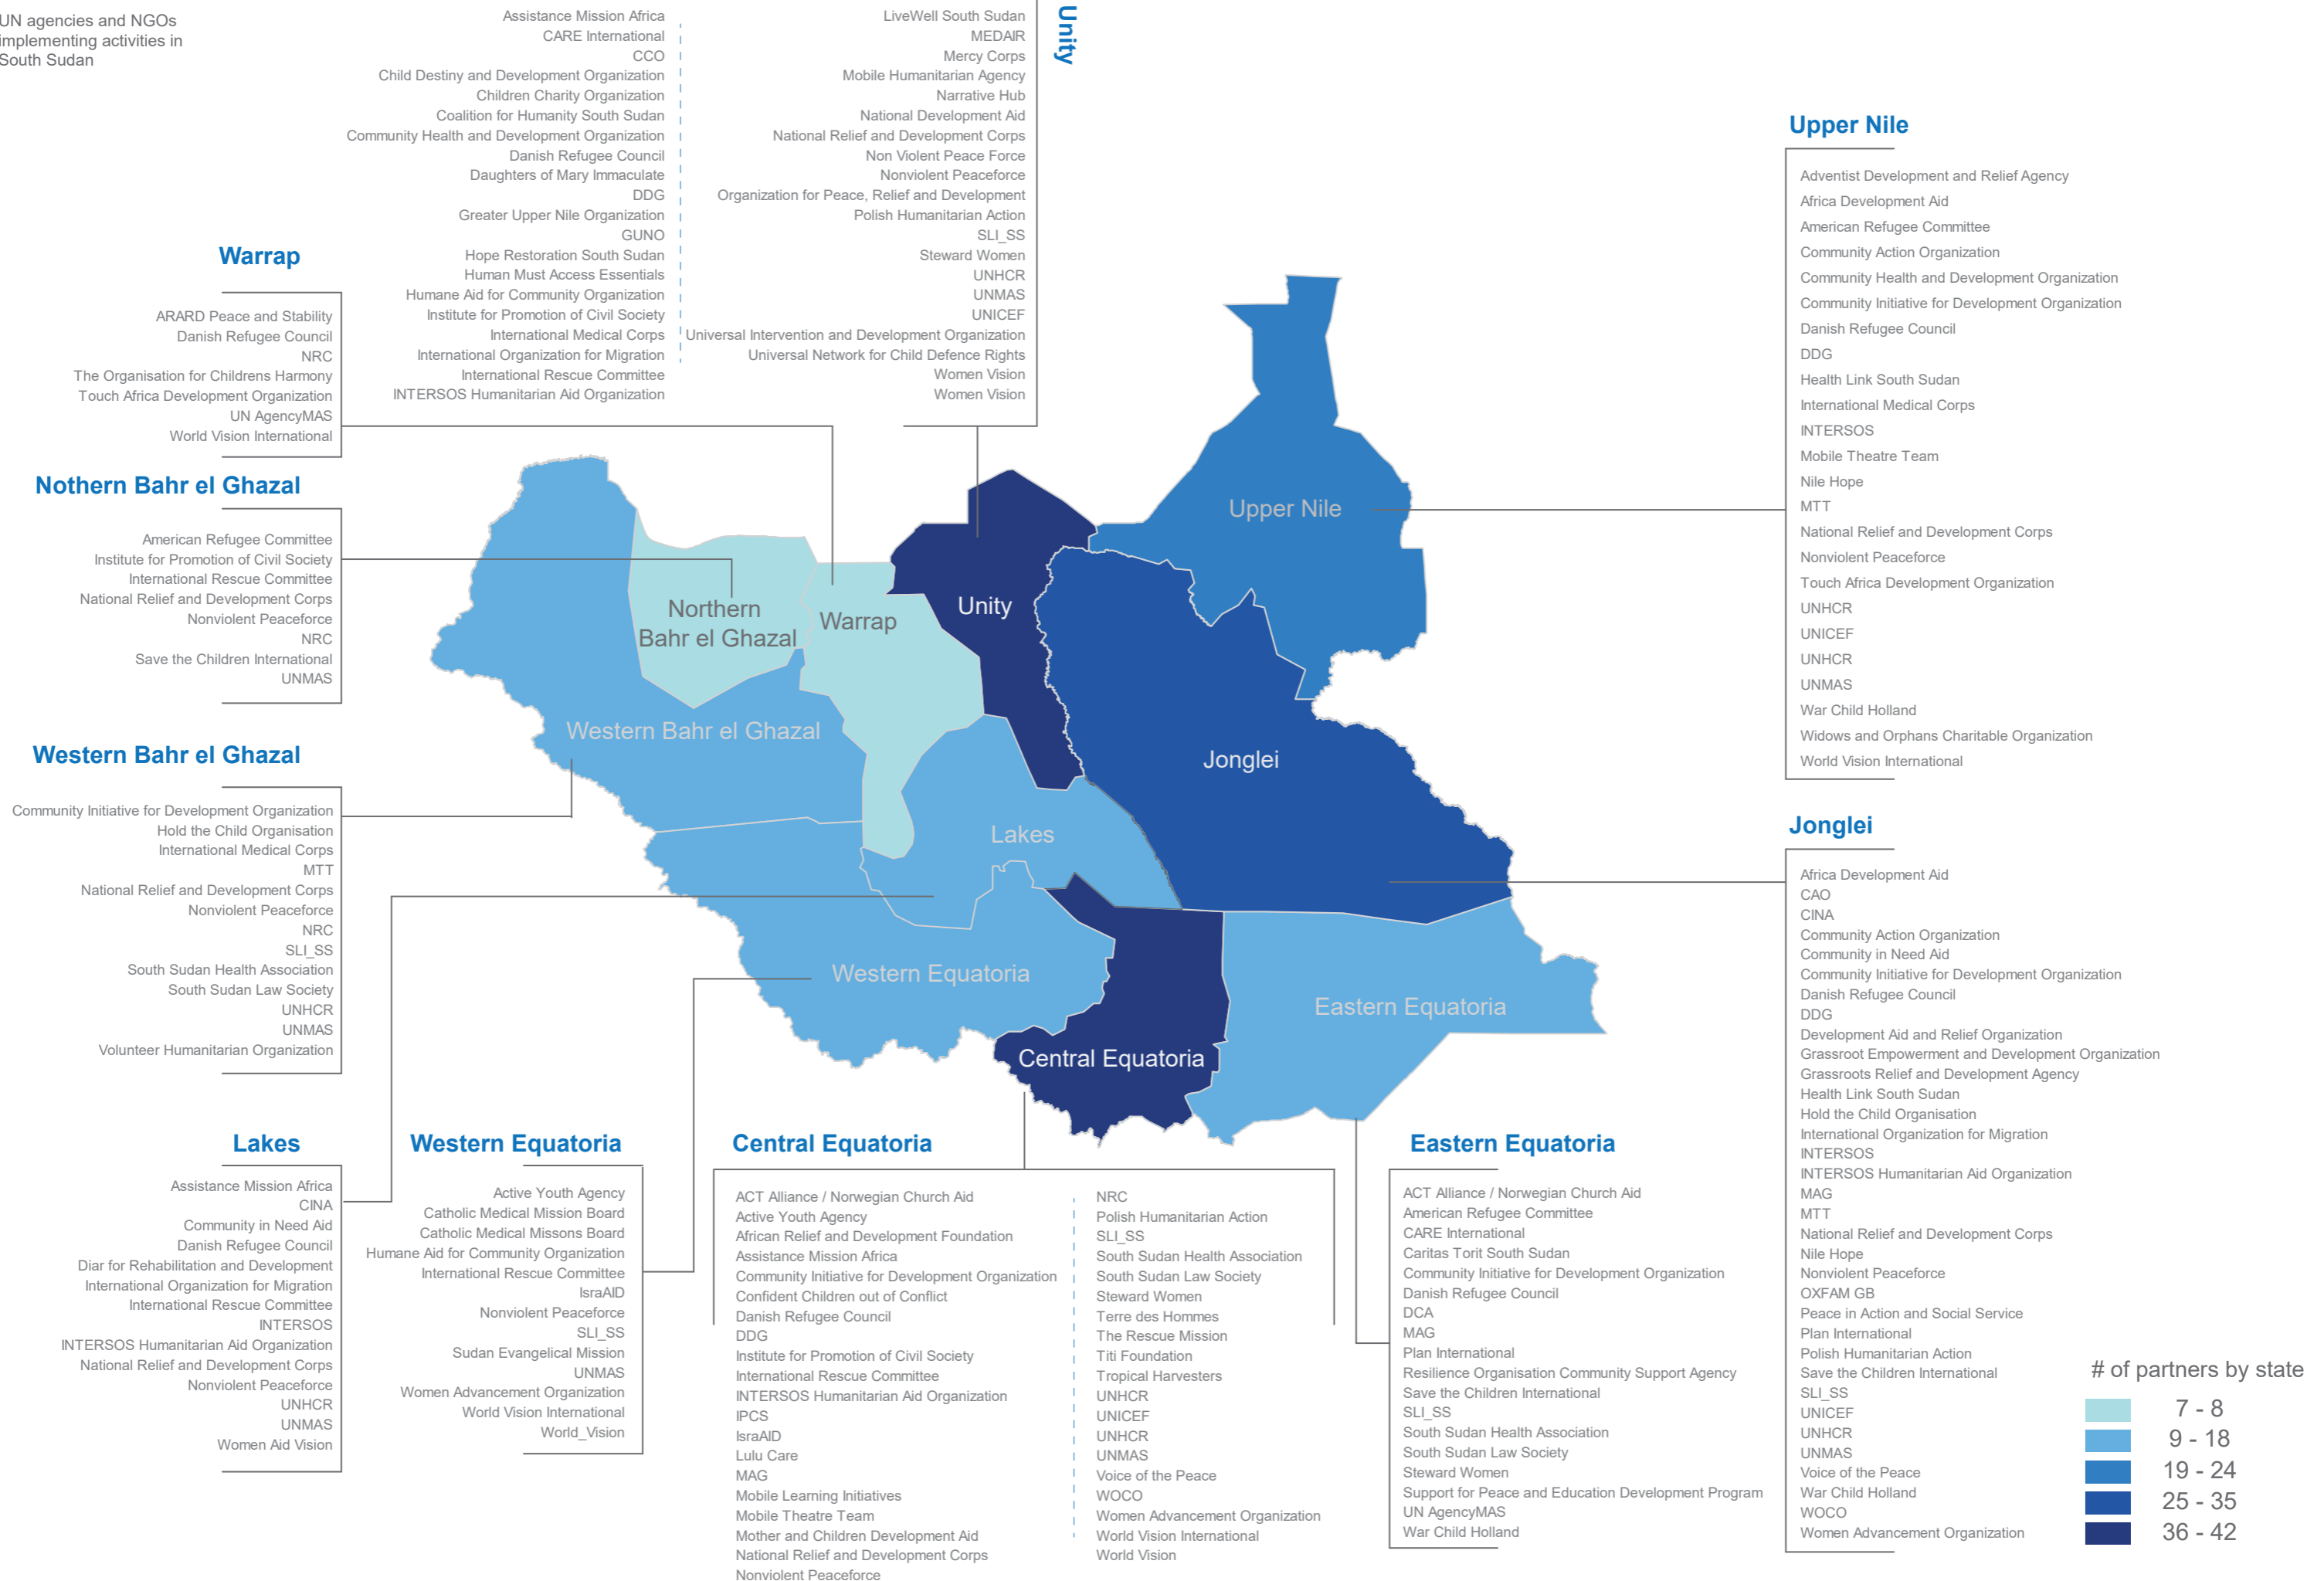 UN agencies and NGOs
implementing activities in
South Sudan
Assistance Mission Africa
CARE International
CCO
Child Destiny and Development Organization
Children Charity Organization
Coalition for Humanity South Sudan
Community Health and Development Organization
Danish Refugee Council
Daughters of Mary Immaculate
DDG
Greater Upper Nile Organization
GUNO
Hope Restoration South Sudan
Human Must Access Essentials
Humane Aid for Community Organization
Institute for Promotion of Civil Society
International Medical Corps
International Organization for Migration
International Rescue Committee
INTERSOS Humanitarian Aid Organization
LiveWell South Sudan
MEDAIR
Mercy Corps
Mobile Humanitarian Agency
Narrative Hub
National Development Aid
National Relief and Development Corps
Non Violent Peace Force
Nonviolent Peaceforce
Organization for Peace, Relief and Development
Polish Humanitarian Action
SLI_SS
Steward Women
UNHCR
UNMAS
UNICEF
Universal Intervention and Development Organization
Universal Network for Child Defence Rights
Women Vision
Women Vision
Unity
Warrap
ARARD Peace and Stability
Danish Refugee Council
NRC
The Organisation for Childrens Harmony
Touch Africa Development Organization
UN AgencyMAS
World Vision International
Nothern Bahr el Ghazal
American Refugee Committee
Institute for Promotion of Civil Society
International Rescue Committee
National Relief and Development Corps
Nonviolent Peaceforce
NRC
Save the Children International
UNMAS
Western Bahr el Ghazal
Community Initiative for Development Organization
Hold the Child Organisation
International Medical Corps
MTT
National Relief and Development Corps
Nonviolent Peaceforce
NRC
SLI_SS
South Sudan Health Association
South Sudan Law Society
UNHCR
UNMAS
Volunteer Humanitarian Organization
Upper Nile
Northern
Bahr el Ghazal
Warrap
Unity
Western Bahr el Ghazal
Jonglei
Lakes
Western Equatoria
Eastern Equatoria
Central Equatoria
Upper Nile
Adventist Development and Relief Agency
Africa Development Aid
American Refugee Committee
Community Action Organization
Community Health and Development Organization
Community Initiative for Development Organization
Danish Refugee Council
DDG
Health Link South Sudan
International Medical Corps
INTERSOS
Mobile Theatre Team
Nile Hope
MTT
National Relief and Development Corps
Nonviolent Peaceforce
Touch Africa Development Organization
UNHCR
UNICEF
UNHCR
UNMAS
War Child Holland
Widows and Orphans Charitable Organization
World Vision International
Jonglei
Africa Development Aid
CAO
CINA
Community Action Organization
Community in Need Aid
Community Initiative for Development Organization
Danish Refugee Council
DDG
Development Aid and Relief Organization
Grassroot Empowerment and Development Organization
Grassroots Relief and Development Agency
Health Link South Sudan
Hold the Child Organisation
International Organization for Migration
INTERSOS
INTERSOS Humanitarian Aid Organization
MAG
MTT
National Relief and Development Corps
Nile Hope
Nonviolent Peaceforce
OXFAM GB
Peace in Action and Social Service
Plan International
Polish Humanitarian Action
Save the Children International
SLI_SS
UNICEF
UNHCR
UNMAS
Voice of the Peace
War Child Holland
WOCO
Women Advancement Organization
Lakes
Assistance Mission Africa
CINA
Community in Need Aid
Danish Refugee Council
Diar for Rehabilitation and Development
International Organization for Migration
International Rescue Committee
INTERSOS
INTERSOS Humanitarian Aid Organization
National Relief and Development Corps
Nonviolent Peaceforce
UNHCR
UNMAS
Women Aid Vision
Western Equatoria
Active Youth Agency
Catholic Medical Mission Board
Catholic Medical Missons Board
Humane Aid for Community Organization
International Rescue Committee
IsraAID
Nonviolent Peaceforce
SLI_SS
Sudan Evangelical Mission
UNMAS
Women Advancement Organization
World Vision International
World_Vision
Central Equatoria
ACT Alliance / Norwegian Church Aid
Active Youth Agency
African Relief and Development Foundation
Assistance Mission Africa
Community Initiative for Development Organization
Confident Children out of Conflict
Danish Refugee Council
DDG
Institute for Promotion of Civil Society
International Rescue Committee
INTERSOS Humanitarian Aid Organization
IPCS
IsraAID
Lulu Care
MAG
Mobile Learning Initiatives
Mobile Theatre Team
Mother and Children Development Aid
National Relief and Development Corps
Nonviolent Peaceforce
NRC
Polish Humanitarian Action
SLI_SS
South Sudan Health Association
South Sudan Law Society
Steward Women
Terre des Hommes
The Rescue Mission
Titi Foundation
Tropical Harvesters
UNHCR
UNICEF
UNHCR
UNMAS
Voice of the Peace
WOCO
Women Advancement Organization
World Vision International
World Vision
Eastern Equatoria
ACT Alliance / Norwegian Church Aid
American Refugee Committee
CARE International
Caritas Torit South Sudan
Community Initiative for Development Organization
Danish Refugee Council
DCA
MAG
Plan International
Resilience Organisation Community Support Agency
Save the Children International
SLI_SS
South Sudan Health Association
South Sudan Law Society
Steward Women
Support for Peace and Education Development Program
UN AgencyMAS
War Child Holland
# of partners by state
7 - 8
9 - 18
19 - 24
25 - 35
36 - 42